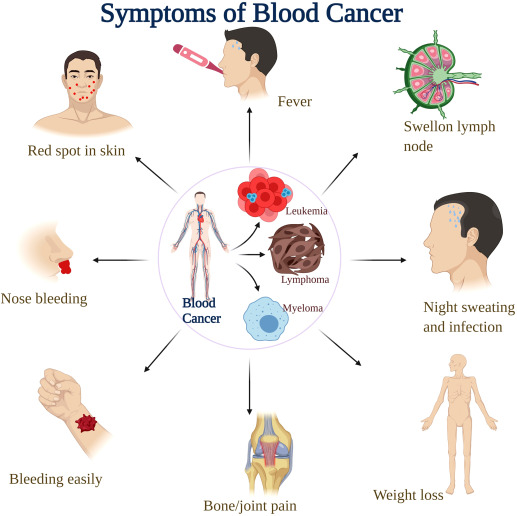 Symptoms of Blood Cancer
Fever
Swellon lymph
node
Red spot in skin
Leukemia
Lymphoma
Myeloma
Blood
Cancer
Nose bleeding
Night sweating
and infection
Bleeding easily
Bone/joint pain
Weight loss